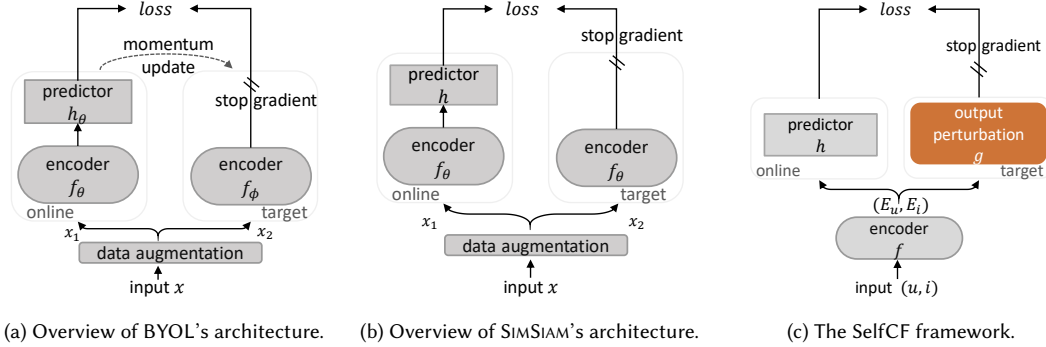 loss
momentum
update
predictor
h_θ
stop gradient
encoder
f_θ
encoder
f_ϕ
online
target
x_1
x_2
data augmentation
input x
(a) Overview of BYOL's architecture.
loss
stop gradient
predictor
h
encoder
f_θ
encoder
f_θ
online
target
x_1
x_2
data augmentation
input x
(b) Overview of SIMSIAM's architecture.
loss
stop gradient
predictor
h
output
perturbation
g
online
target
(E_u, E_i)
encoder
f
input (u, i)
(c) The SelfCF framework.